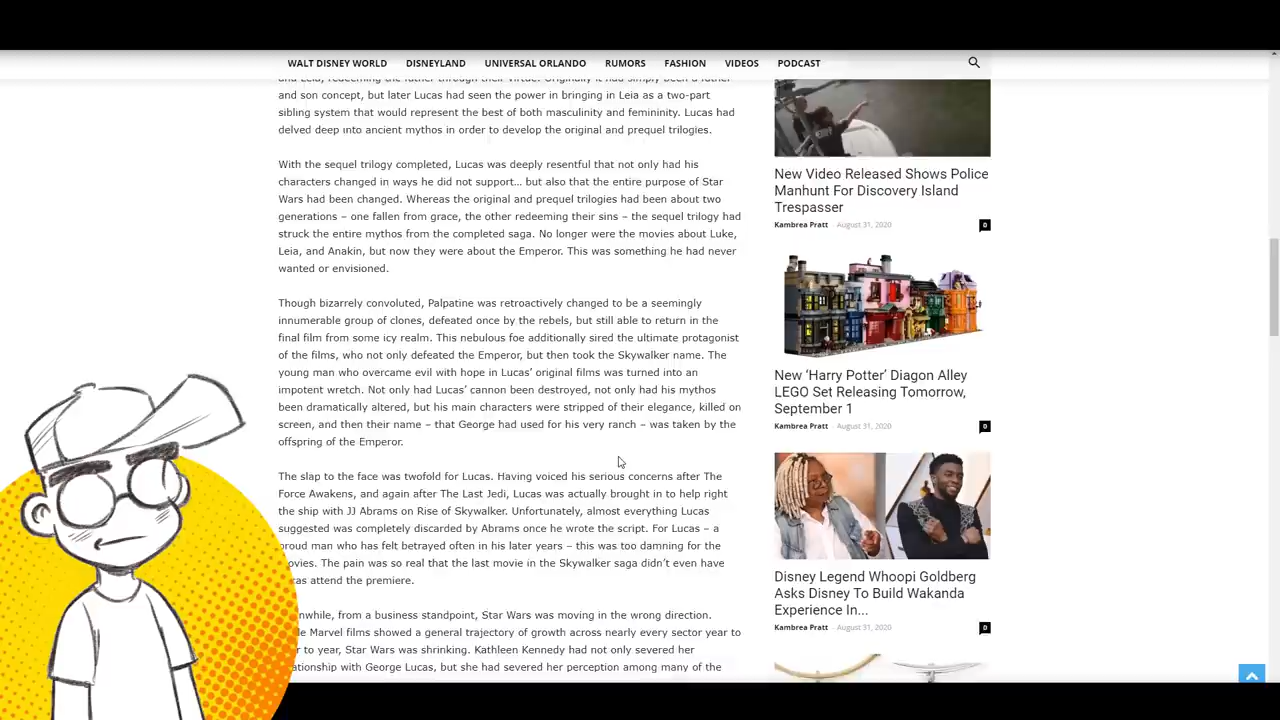 WALT DISNEY WORLD DISNEYLAND UNIVERSAL ORLANDO RUMORS FASHION VIDEOS PODCAST
and Leia, redeeming the father through their virtue. Originally it had simply been a father
and son concept, but later Lucas had seen the power in bringing in Leia as a two-part
sibling system that would represent the best of both masculinity and femininity. Lucas had
delved deep into ancient mythos in order to develop the original and prequel trilogies.
With the sequel trilogy completed, Lucas was deeply resentful that not only had his
characters changed in ways he did not support… but also that the entire purpose of Star
Wars had been changed. Whereas the original and prequel trilogies had been about two
generations – one fallen from grace, the other redeeming their sins – the sequel trilogy had
struck the entire mythos from the completed saga. No longer were the movies about Luke,
Leia, and Anakin, but now they were about the Emperor. This was something he had never
wanted or envisioned.
Though bizarrely convoluted, Palpatine was retroactively changed to be a seemingly
innumerable group of clones, defeated once by the rebels, but still able to return in the
final film from some icy realm. This nebulous foe additionally sired the ultimate protagonist
of the films, who not only defeated the Emperor, but then took the Skywalker name. The
young man who overcame evil with hope in Lucas’ original films was turned into an
impotent wretch. Not only had Lucas’ cannon been destroyed, not only had his mythos
been dramatically altered, but his main characters were stripped of their elegance, killed on
screen, and then their name – that George had used for his very ranch – was taken by the
offspring of the Emperor.
The slap to the face was twofold for Lucas. Having voiced his serious concerns after The
Force Awakens, and again after The Last Jedi, Lucas was actually brought in to help right
the ship with JJ Abrams on Rise of Skywalker. Unfortunately, almost everything Lucas
suggested was completely discarded by Abrams once he wrote the script. For Lucas – a
proud man who has felt betrayed often in his later years – this was too damning for the
movies. The pain was so real that the last movie in the Skywalker saga didn’t even have
attend the premiere.
from a business standpoint, Star Wars was moving in the wrong direction.
Marvel films showed a general trajectory of growth across nearly every sector year to
to year, Star Wars was shrinking. Kathleen Kennedy had not only severed her
relationship with George Lucas, but she had severed her perception among many of the
New Video Released Shows Police
Manhunt For Discovery Island
Trespasser
Kambrea Pratt - August 31, 2020 0
New ‘Harry Potter’ Diagon Alley
LEGO Set Releasing Tomorrow,
September 1
Kambrea Pratt - August 31, 2020 0
Disney Legend Whoopi Goldberg
Asks Disney To Build Wakanda
Experience In...
Kambrea Pratt - August 31, 2020 0